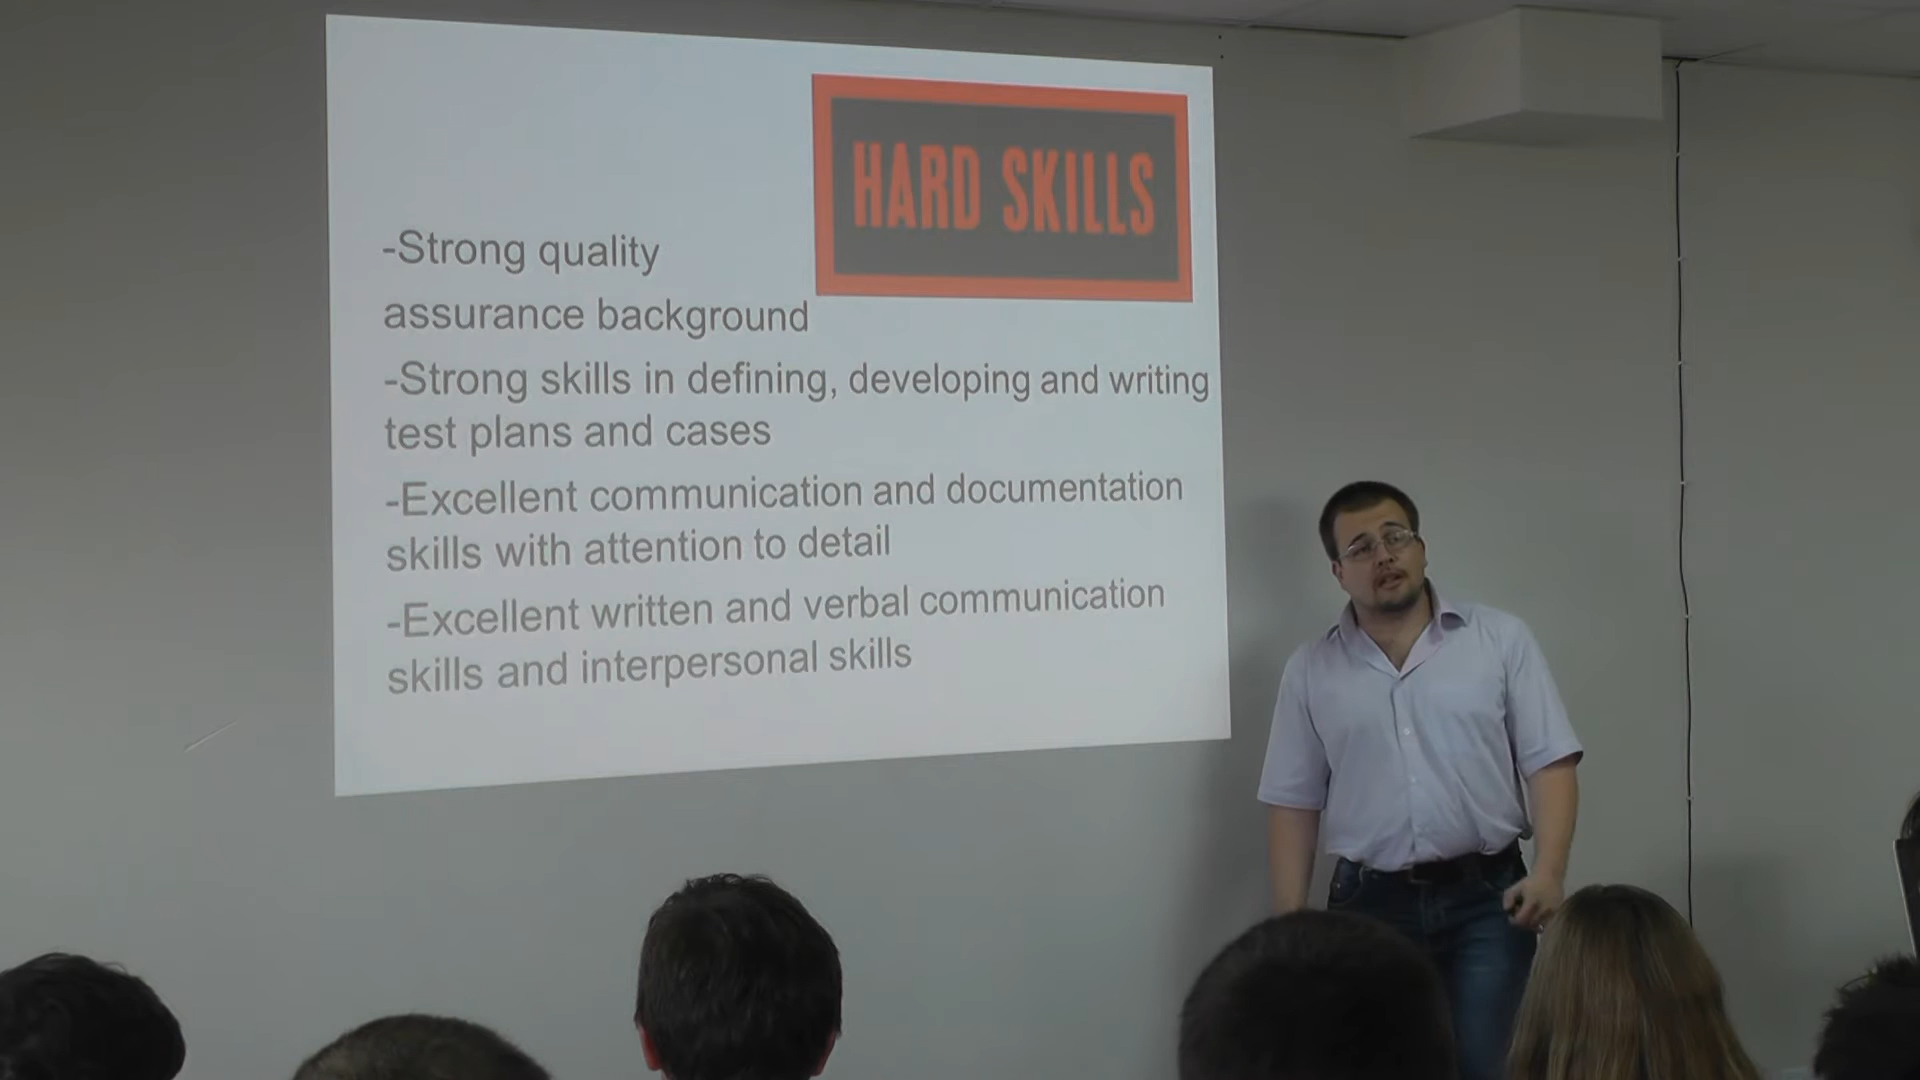 HARD SKILLS
-Strong quality
assurance background
-Strong skills in defining, developing and writing
test plans and cases
-Excellent communication and documentation
skills with attention to detail
-Excellent written and verbal communication
skills and interpersonal skills